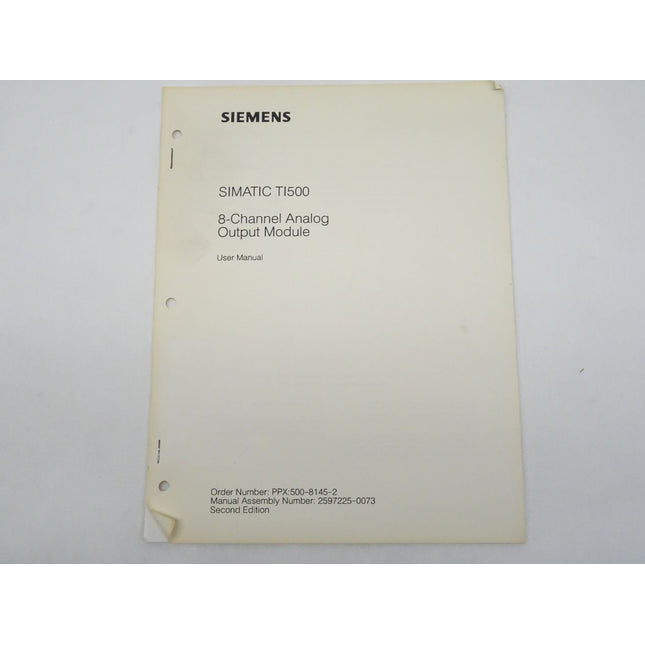 SIEMENS
SIMATIC TI500
8-Channel Analog
Output Module
User Manual
Order Number: PPX:500-8145-2
Manual Assembly Number: 2597225-0073
Second Edition